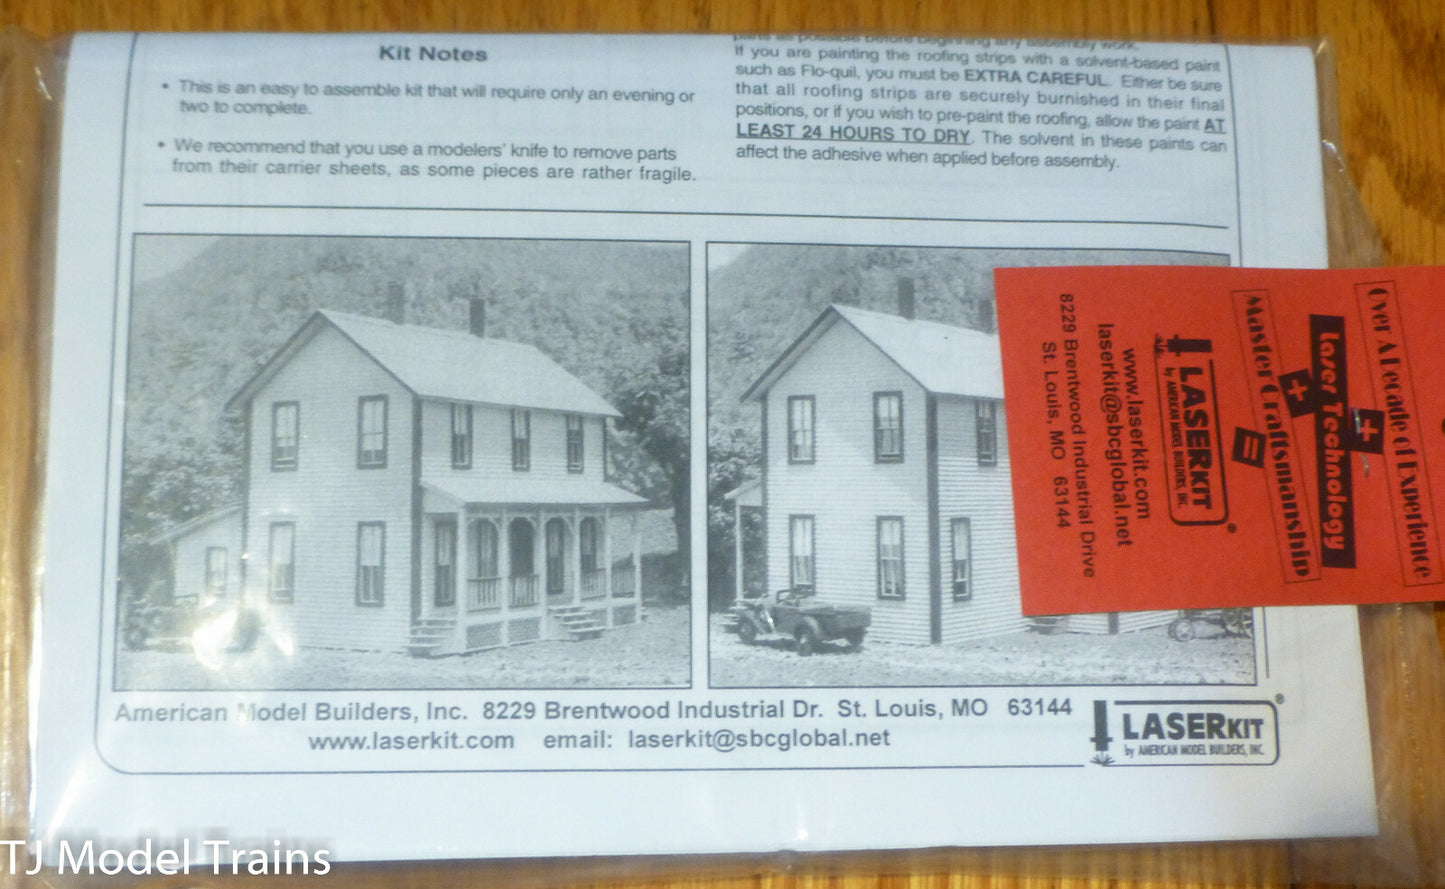 Kit Notes
• This is an easy to assemble kit that will require only an evening or
two to complete.
• We recommend that you use a modelers' knife to remove parts
from their carrier sheets, as some pieces are rather fragile.
parts as possible before beginning any assembly work.
If you are painting the roofing strips with a solvent-based paint
such as Flo-quil, you must be EXTRA CAREFUL. Either be sure
that all roofing strips are securely burnished in their final
positions, or if you wish to pre-paint the roofing, allow the paint AT
LEAST 24 HOURS TO DRY. The solvent in these paints can
affect the adhesive when applied before assembly.
Over A Decade of Experience
+
Laser Technology
+
Master Craftsmanship
=
LASERKIT®
by AMERICAN MODEL BUILDERS, INC.
www.laserkit.com
laserkit@sbcglobal.net
8229 Brentwood Industrial Drive
St. Louis, MO 63144
American Model Builders, Inc. 8229 Brentwood Industrial Dr. St. Louis, MO 63144
www.laserkit.com email: laserkit@sbcglobal.net
LASERKIT®
by AMERICAN MODEL BUILDERS, INC.
TJ Model Trains